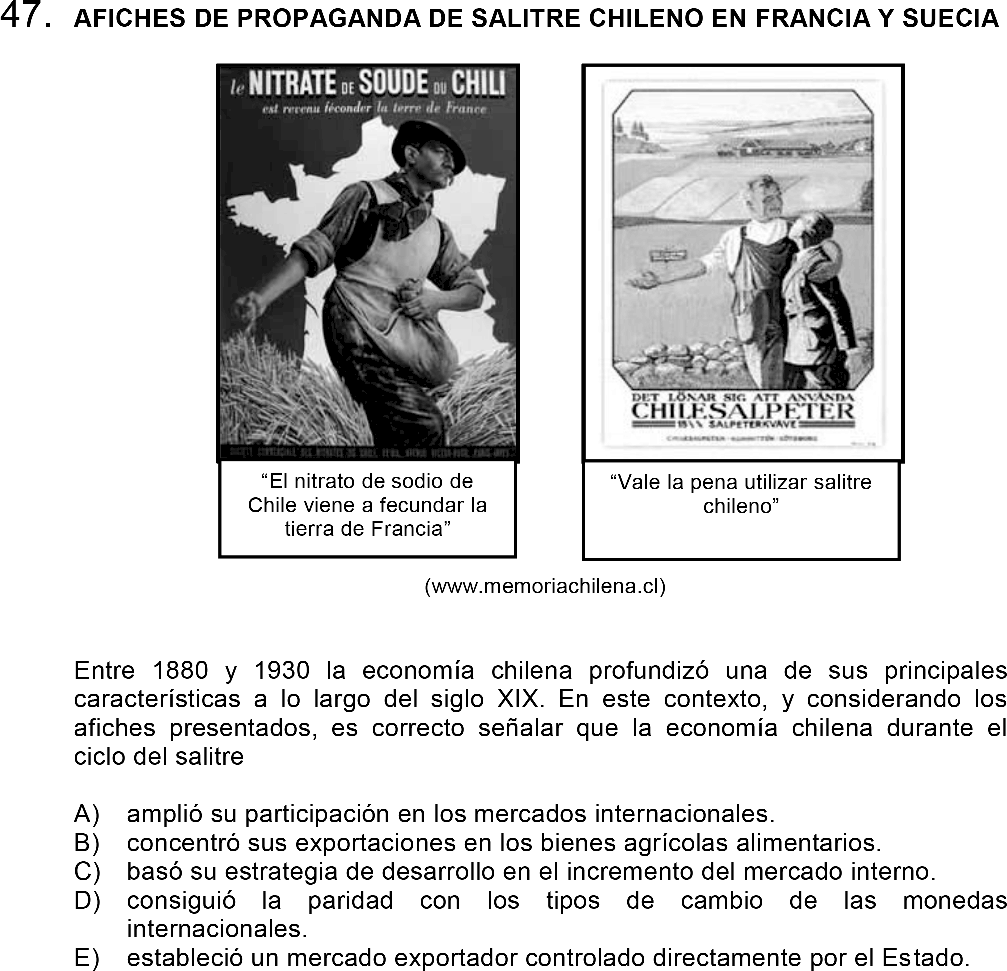 47. AFICHES DE PROPAGANDA DE SALITRE CHILENO EN FRANCIA Y SUECIA
le NITRATE DE SOUDE DU CHILI
est revenu féconder la terre de France
DET LÖNAR SIG ATT ANVÄNDA
CHILESALPETER
SALPETERKVÄVE
"El nitrato de sodio de
Chile viene a fecundar la
tierra de Francia"
"Vale la pena utilizar salitre
chileno"
(www.memoriachilena.cl)
Entre 1880 y 1930 la economía chilena profundizó una de sus principales
características a lo largo del siglo XIX. En este contexto, y considerando los
afiches presentados, es correcto señalar que la economía chilena durante el
ciclo del salitre
A) amplió su participación en los mercados internacionales.
B) concentró sus exportaciones en los bienes agrícolas alimentarios.
C) basó su estrategia de desarrollo en el incremento del mercado interno.
D) consiguió la paridad con los tipos de cambio de las monedas
internacionales.
E) estableció un mercado exportador controlado directamente por el Estado.